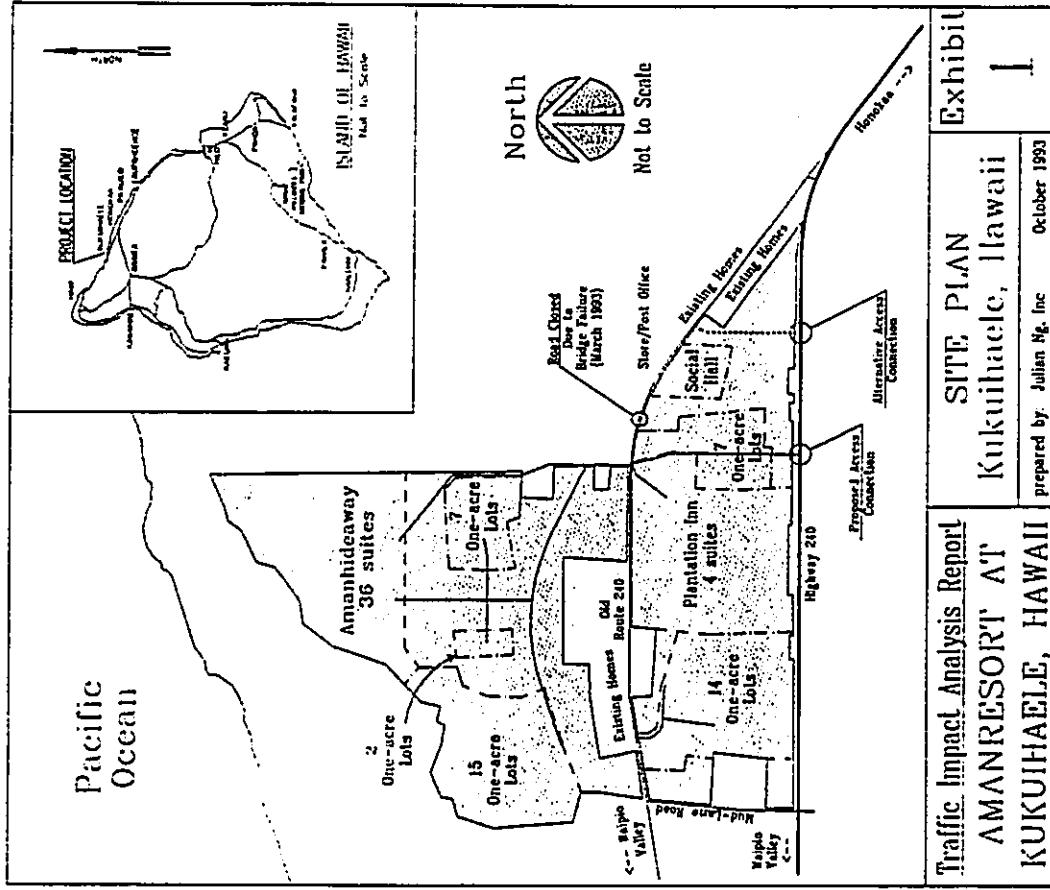 Pacific
Ocean
PROJECT LOCATION
NORTH
ISLAND OF HAWAII
Not to Scale
North
Not to Scale
Amanhideaway
36 suites
7
One-acre
Lots
2
One-acre
Lots
15
One-acre
Lots
Road Closed
Due to
Bridge Failure
(March 1993)
Store/Post Office
Existing Homes
Existing Homes
Social
Hall
7
One-acre
Lots
Old
Route 240
Existing Homes
Plantation Inn
4 suites
14
One-acre
Lots
<-- Waipio
Valley
Mud-Lane Road
Waipio
Valley
<--
Highway 240
Honokaa -->
Proposed Access
Connection
Alternative Access
Connection
Traffic Impact Analysis Report
AMANRESORT AT
KUKUIHAELE, HAWAII
SITE PLAN
Kukuihaele, Hawaii
prepared by Julian Ng, Inc October 1993
Exhibit
1